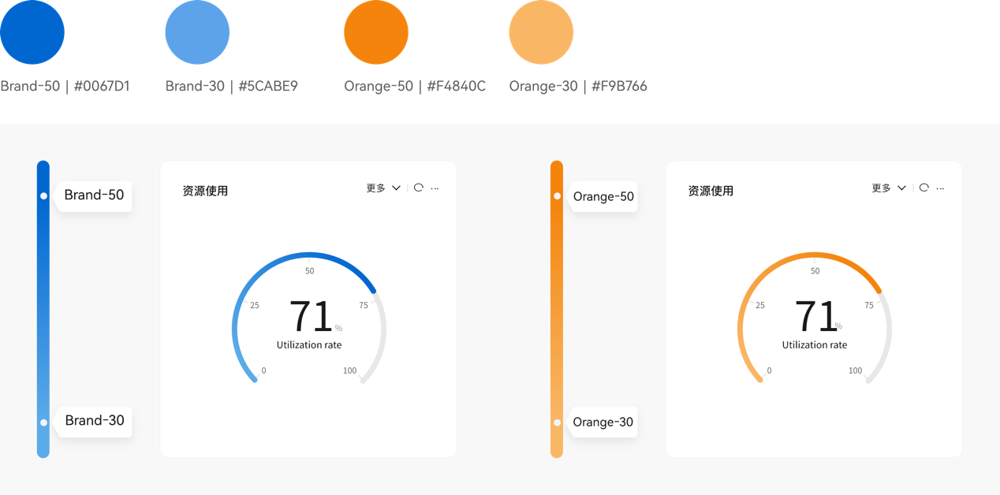 Brand-50 | #0067D1
Brand-30 | #5CABE9
Orange-50 | #F4840C
Orange-30 | #F9B766
Brand-50
Brand-30
资源使用
更多
50
25
75
71 %
Utilization rate
0
100
Orange-50
Orange-30
资源使用
更多
50
25
75
71 %
Utilization rate
0
100